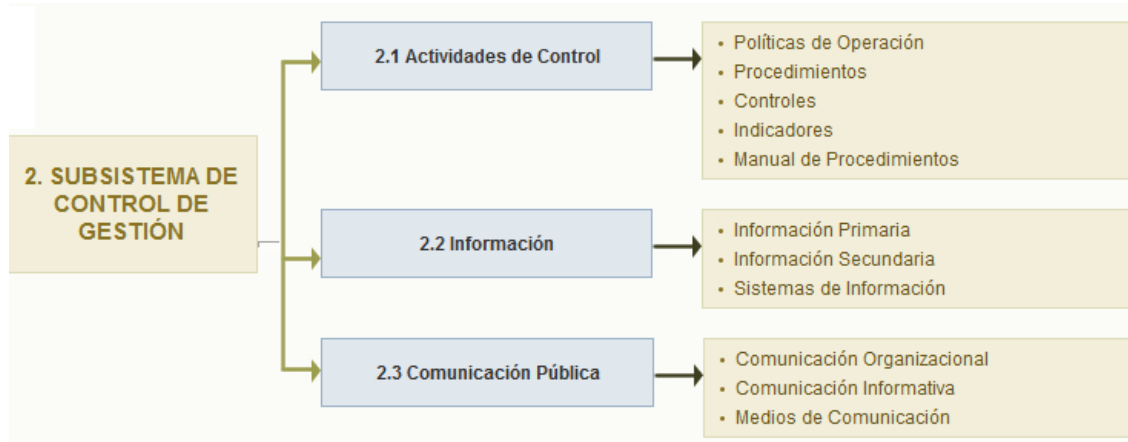 2. SUBSISTEMA DE
CONTROL DE
GESTIÓN
2.1 Actividades de Control
• Políticas de Operación
• Procedimientos
• Controles
• Indicadores
• Manual de Procedimientos
2.2 Información
• Información Primaria
• Información Secundaria
• Sistemas de Información
2.3 Comunicación Pública
• Comunicación Organizacional
• Comunicación Informativa
• Medios de Comunicación